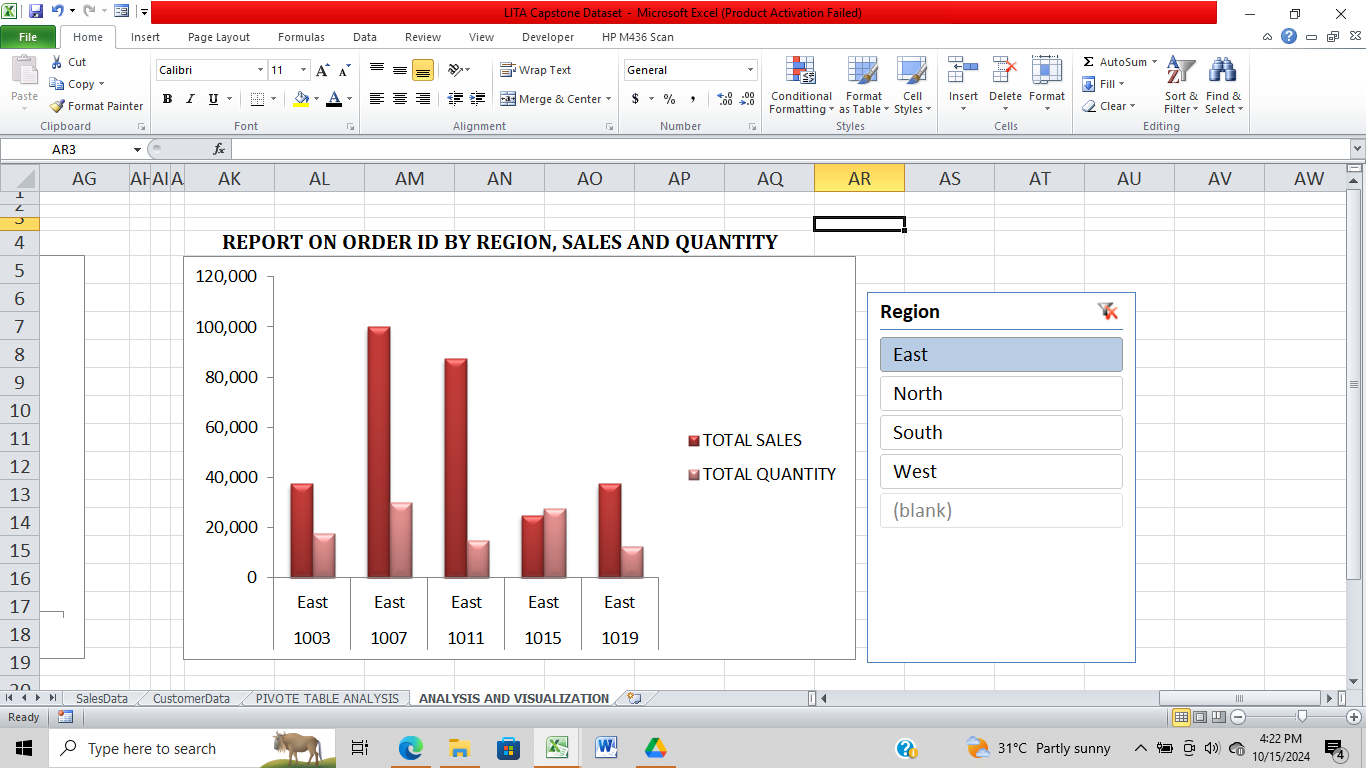 LITA Capstone Dataset - Microsoft Excel (Product Activation Failed)
File Home Insert Page Layout Formulas Data Review View Developer HP M436 Scan
Paste
Cut
Copy
Format Painter
Clipboard
Calibri 11
B I U A
Font
Wrap Text
Merge & Center
Alignment
General
$ % , .0 .00 .00 .0
Number
Conditional Formatting
Format as Table
Cell Styles
Styles
Insert Delete Format
Cells
Σ AutoSum
Fill
Clear
Sort & Filter
Find & Select
Editing
AR3 fx
AG AH AI A AK AL AM AN AO AP AQ AR AS AT AU AV AW
1
2
3
4
5
6
7
8
9
10
11
12
13
14
15
16
17
18
19
20
REPORT ON ORDER ID BY REGION, SALES AND QUANTITY
120,000
100,000
80,000
60,000
40,000
20,000
0
East East East East East
1003 1007 1011 1015 1019
TOTAL SALES
TOTAL QUANTITY
Region
East
North
South
West
(blank)
SalesData CustomerData PIVOTE TABLE ANALYSIS ANALYSIS AND VISUALIZATION
Ready
Type here to search
31°C Partly sunny
4:22 PM
10/15/2024
4